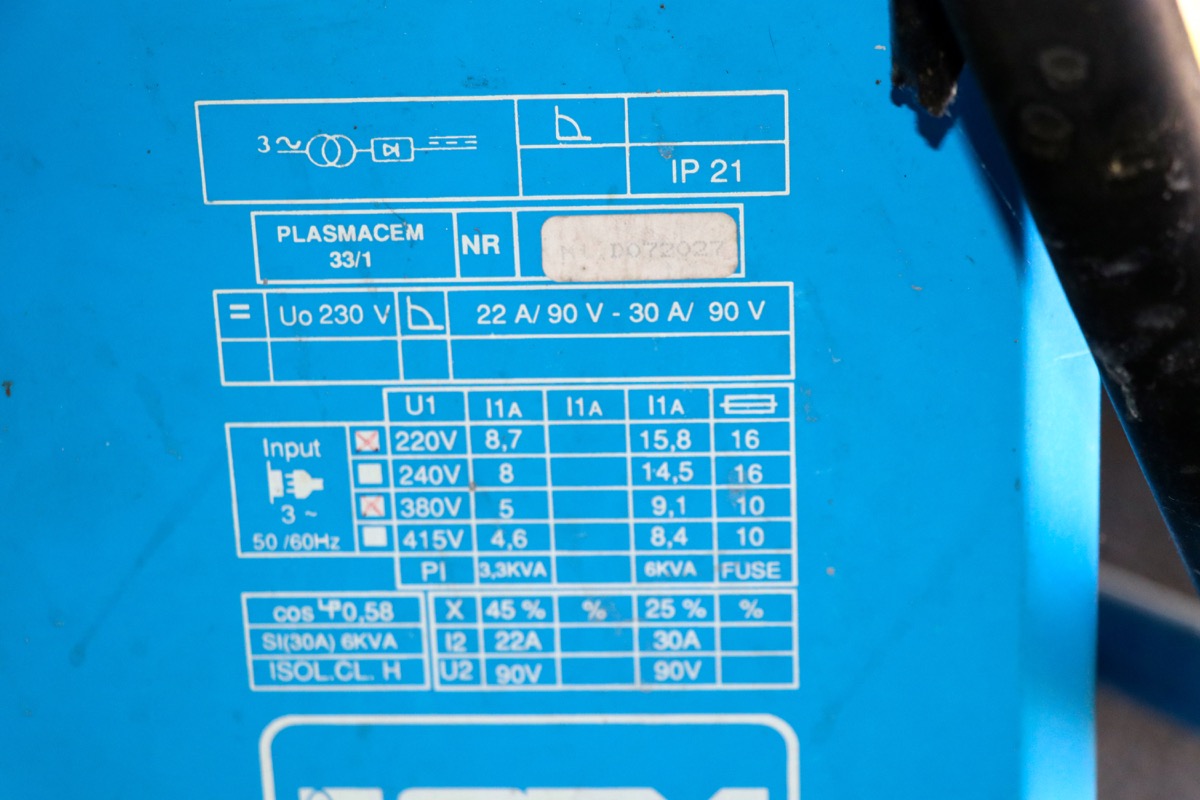 3~
IP 21
PLASMACEM
33/1
NR
D072027
= Uo 230 V 22 A/ 90 V - 30 A/ 90 V
U1 I1A I1A I1A
Input
220V 8,7 15,8 16
240V 8 14,5 16
3 ~
380V 5 9,1 10
50 /60Hz
415V 4,6 8,4 10
PI 3,3KVA 6KVA FUSE
cos φ 0,58 X 45 % % 25 % %
SI(30A) 6KVA I2 22A 30A
ISOL.CL. H U2 90V 90V